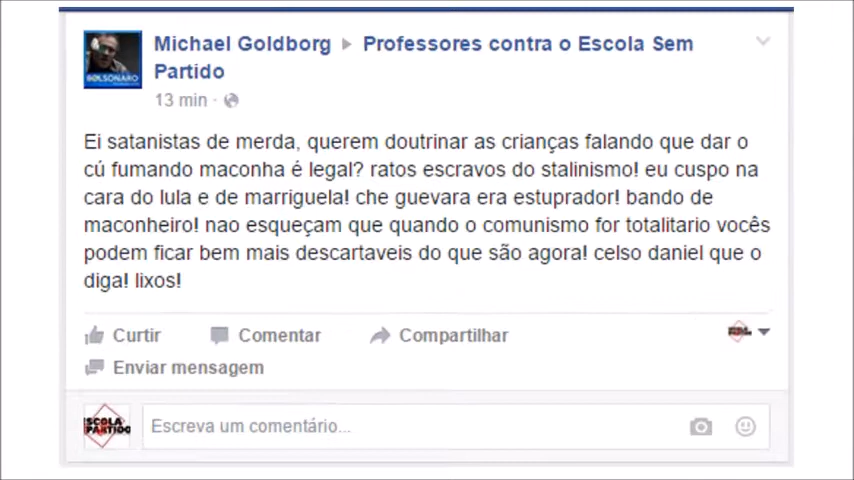 Michael Goldborg ▸ Professores contra o Escola Sem
Partido
13 min ·
BOLSONARO
Ei satanistas de merda, querem doutrinar as crianças falando que dar o
cú fumando maconha é legal? ratos escravos do stalinismo! eu cuspo na
cara do lula e de marriguela! che guevara era estuprador! bando de
maconheiro! nao esqueçam que quando o comunismo for totalitario vocês
podem ficar bem mais descartaveis do que são agora! celso daniel que o
diga! lixos!
Curtir Comentar Compartilhar
Enviar mensagem
ESCOLA
PARTIDO
Escreva um comentário...